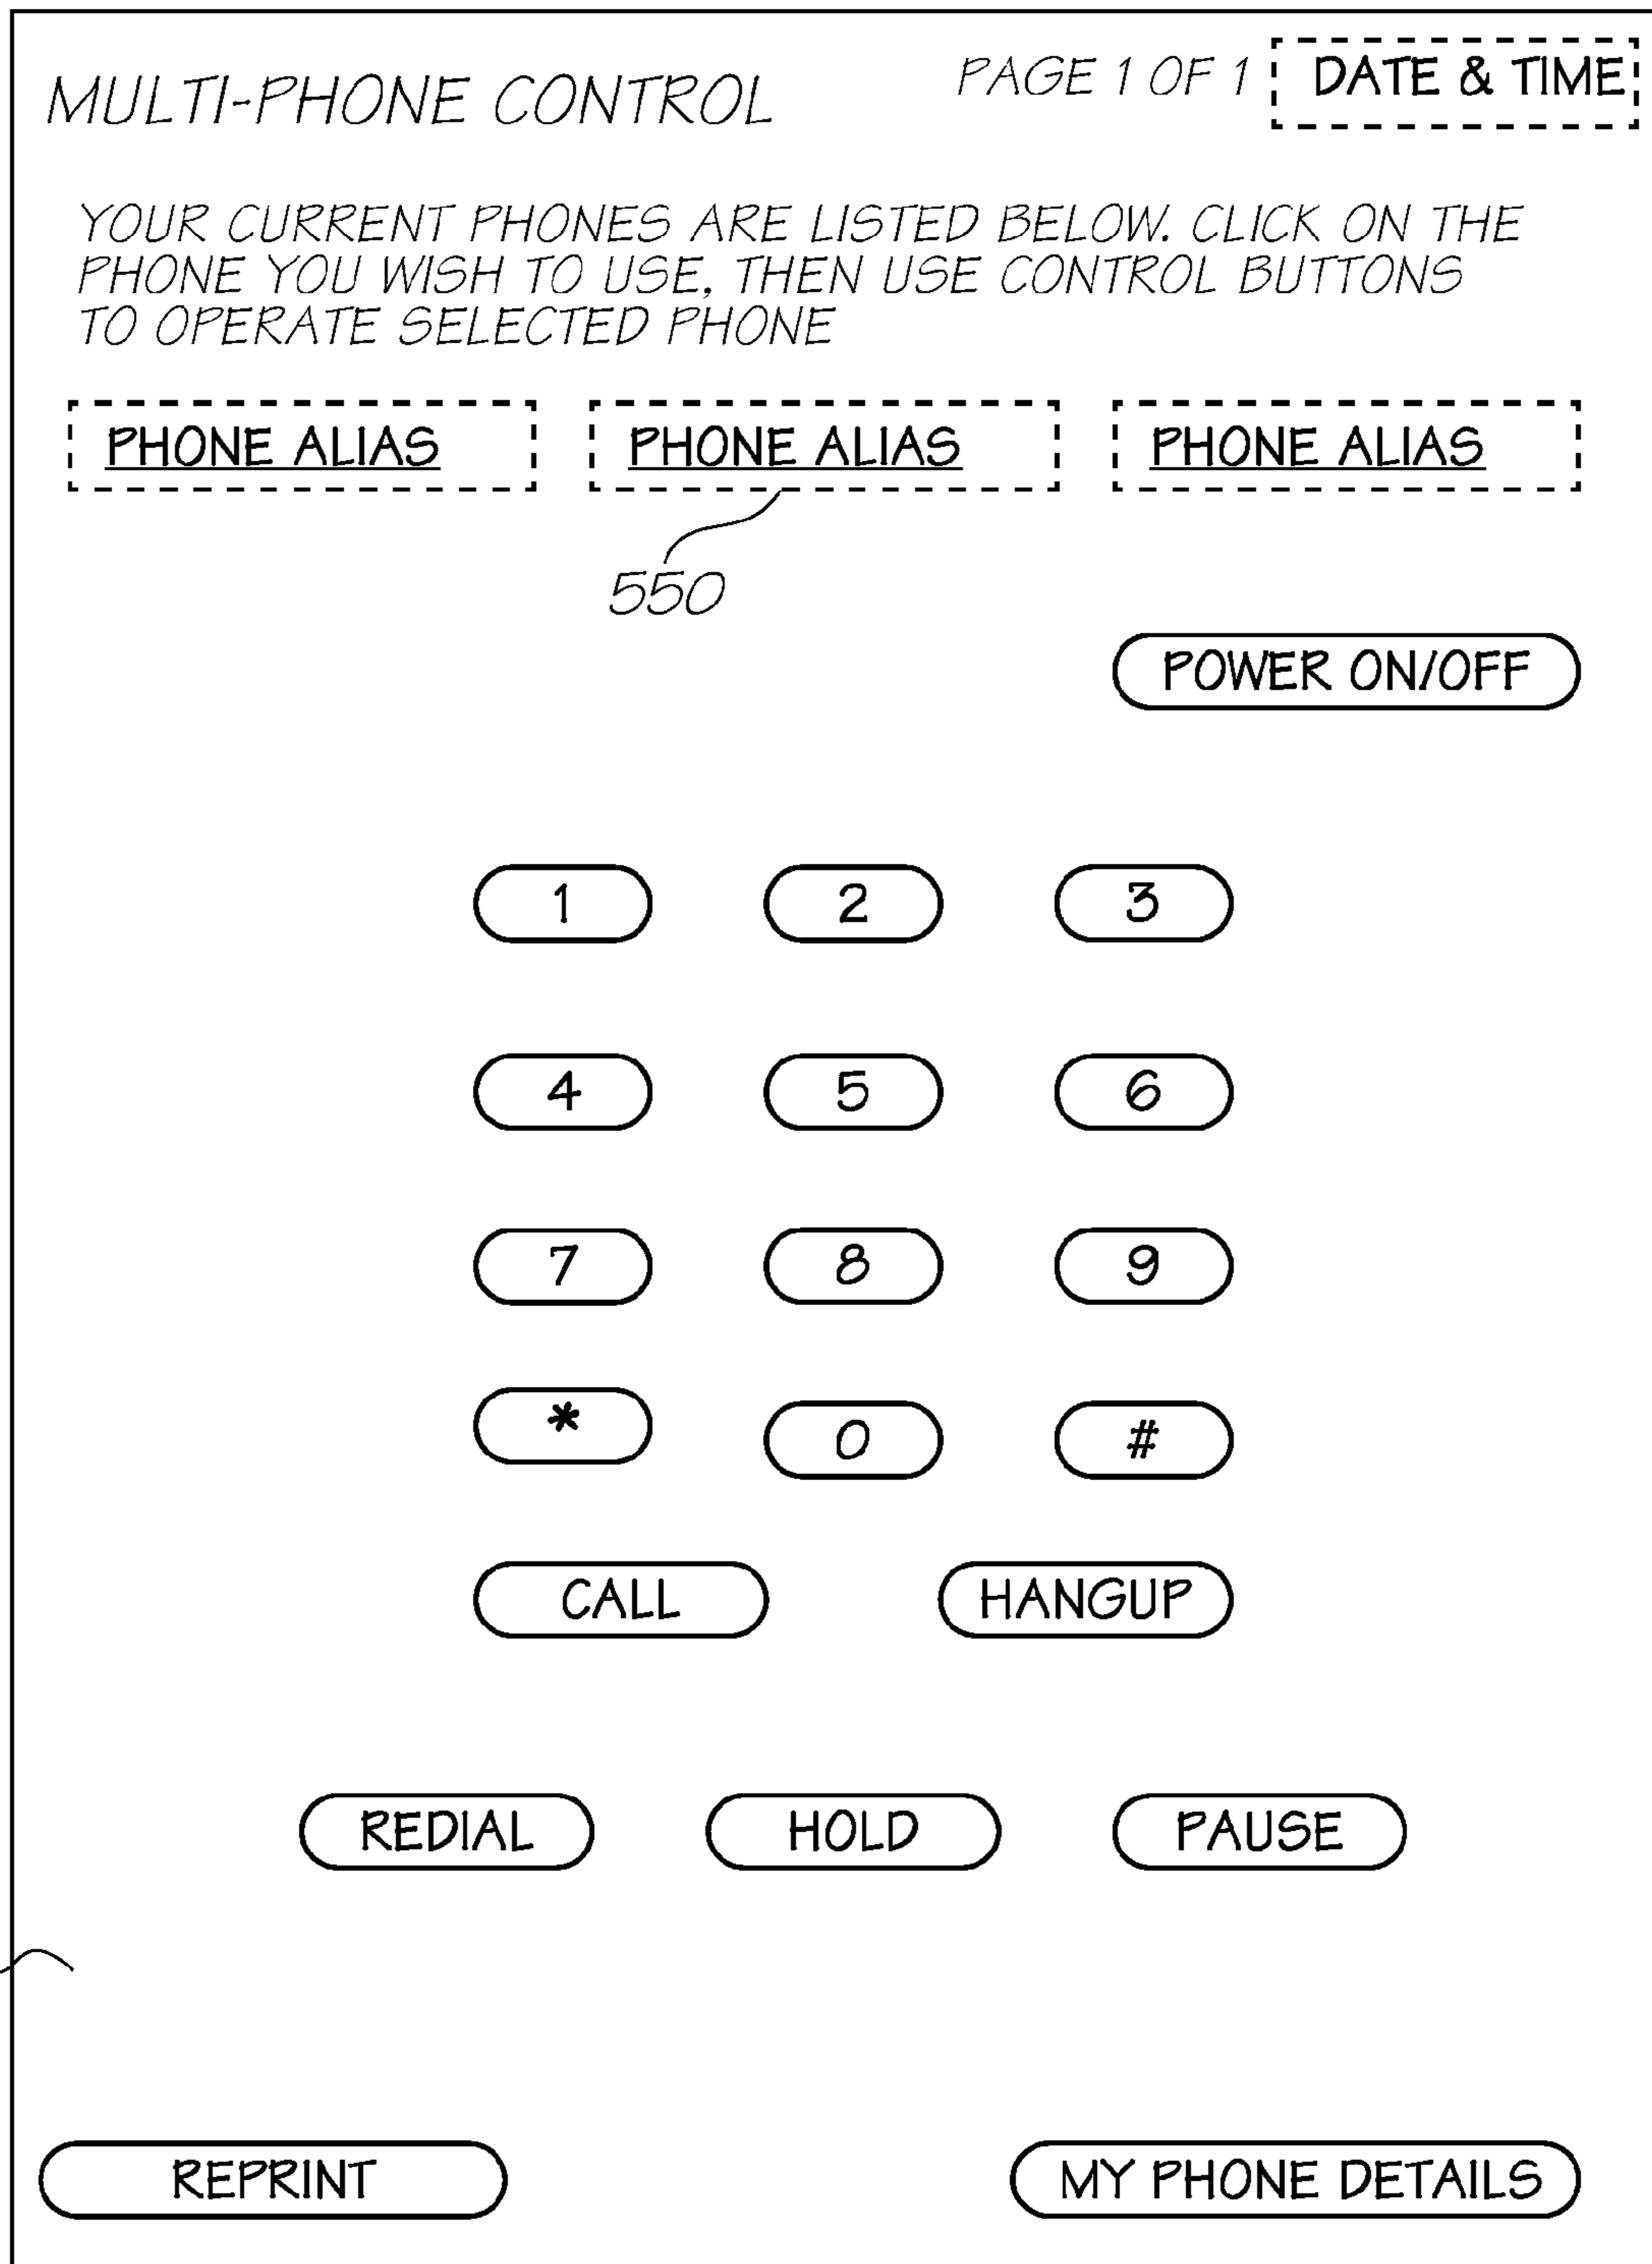 MULTI-PHONE CONTROL
PAGE 1 OF 1
DATE & TIME
YOUR CURRENT PHONES ARE LISTED BELOW. CLICK ON THE
PHONE YOU WISH TO USE, THEN USE CONTROL BUTTONS
TO OPERATE SELECTED PHONE
PHONE ALIAS PHONE ALIAS PHONE ALIAS
550
POWER ON/OFF
1 2 3
4 5 6
7 8 9
* 0 #
CALL HANGUP
REDIAL HOLD PAUSE
REPRINT MY PHONE DETAILS